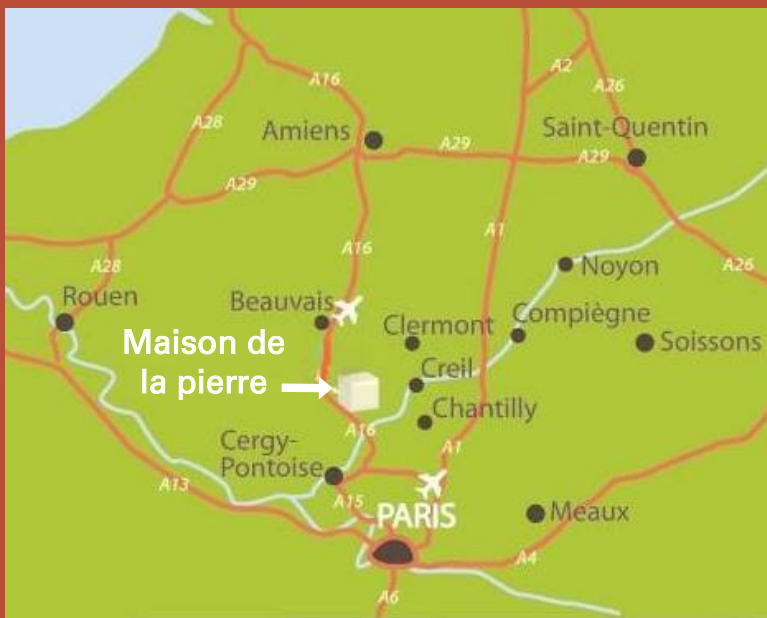 A16
A2
A26
A28
Amiens
Saint-Quentin
A29
A29
A29
A1
A16
A28
Noyon
A26
Rouen
Beauvais
Compiègne
Clermont
Soissons
Maison de
la pierre
Creil
Chantilly
A16
Cergy-
Pontoise
A1
A13
A15
PARIS
Meaux
A4
A6